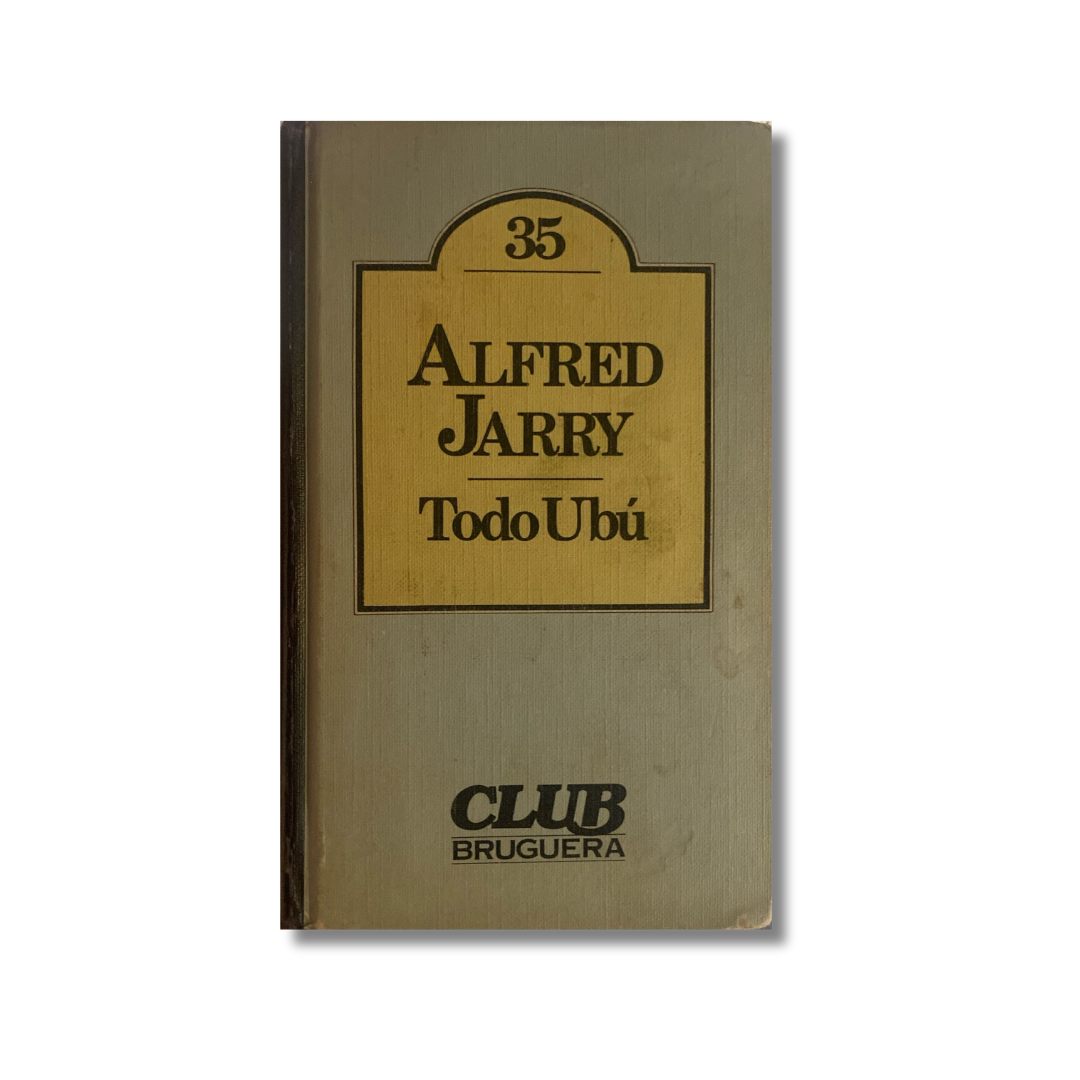 35
ALFRED
JARRY
Todo Ubú
CLUB
BRUGUERA